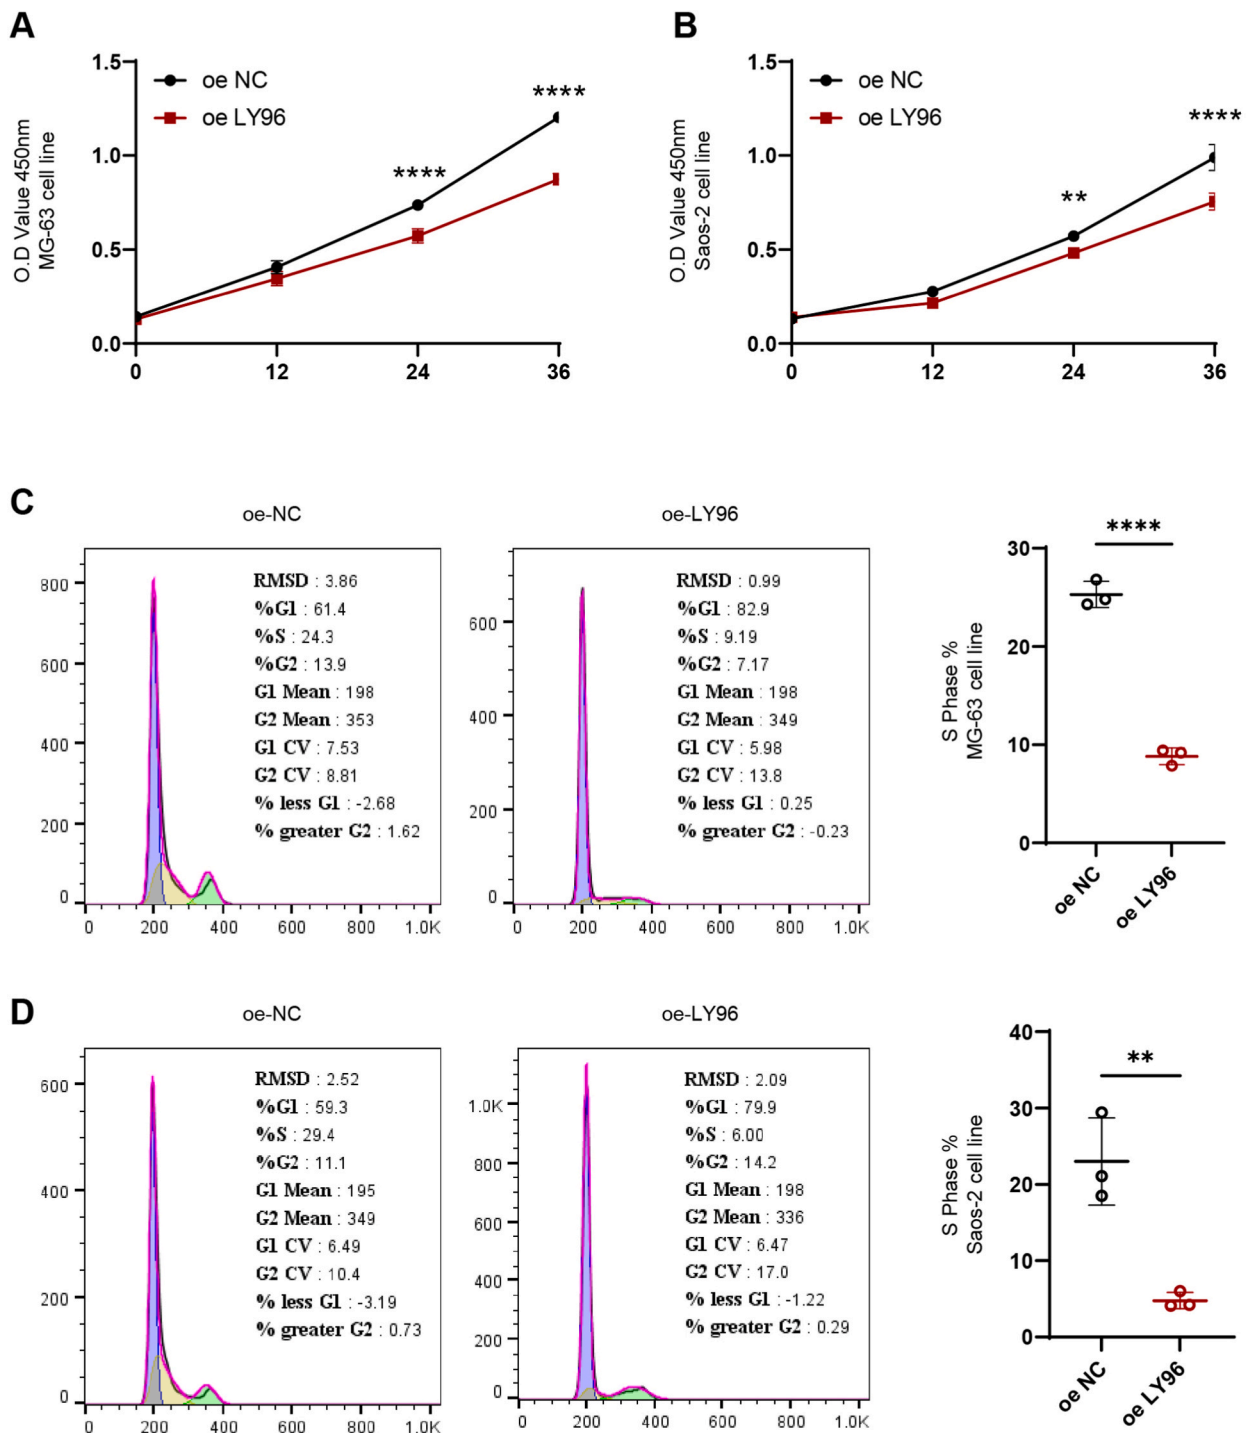 A
O.D Value 450nm
MG-63 cell line
1.5
1.0
0.5
0.0
oe NC
oe LY96
****
****
0 12 24 36
B
O.D Value 450nm
Saos-2 cell line
1.5
1.0
0.5
0.0
oe NC
oe LY96
**
****
0 12 24 36
C
oe-NC
800
600
400
200
0
RMSD : 3.86
%G1 : 61.4
%S : 24.3
%G2 : 13.9
G1 Mean : 198
G2 Mean : 353
G1 CV : 7.53
G2 CV : 8.81
% less G1 : -2.68
% greater G2 : 1.62
0 200 400 600 800 1.0K
oe-LY96
600
400
200
0
RMSD : 0.99
%G1 : 82.9
%S : 9.19
%G2 : 7.17
G1 Mean : 198
G2 Mean : 349
G1 CV : 5.98
G2 CV : 13.8
% less G1 : 0.25
% greater G2 : -0.23
0 200 400 600 800 1.0K
S Phase %
MG-63 cell line
30
20
10
0
****
oe NC
oe LY96
D
oe-NC
600
400
200
0
RMSD : 2.52
%G1 : 59.3
%S : 29.4
%G2 : 11.1
G1 Mean : 195
G2 Mean : 349
G1 CV : 6.49
G2 CV : 10.4
% less G1 : -3.19
% greater G2 : 0.73
0 200 400 600 800 1.0K
oe-LY96
1.0K
800
600
400
200
0
RMSD : 2.09
%G1 : 79.9
%S : 6.00
%G2 : 14.2
G1 Mean : 198
G2 Mean : 336
G1 CV : 6.47
G2 CV : 17.0
% less G1 : -1.22
% greater G2 : 0.29
0 200 400 600 800 1.0K
S Phase %
Saos-2 cell line
40
30
20
10
0
**
oe NC
oe LY96